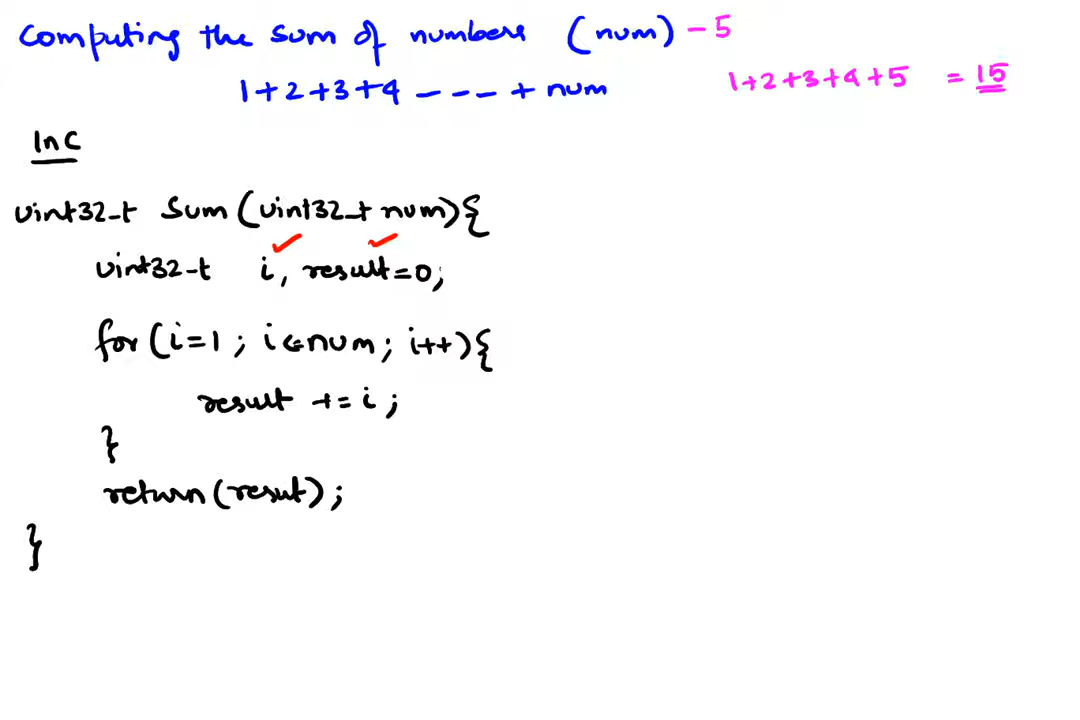 Computing the sum of numbers (num) - 5
1+2+3+4 - - - + num 1+2+3+4+5 = 15
In C
uint32_t Sum (uint32_t num){
uint32_t i, result=0;
for (i=1 ; i<=num ; i++){
result += i ;
}
return (resut) ;
}